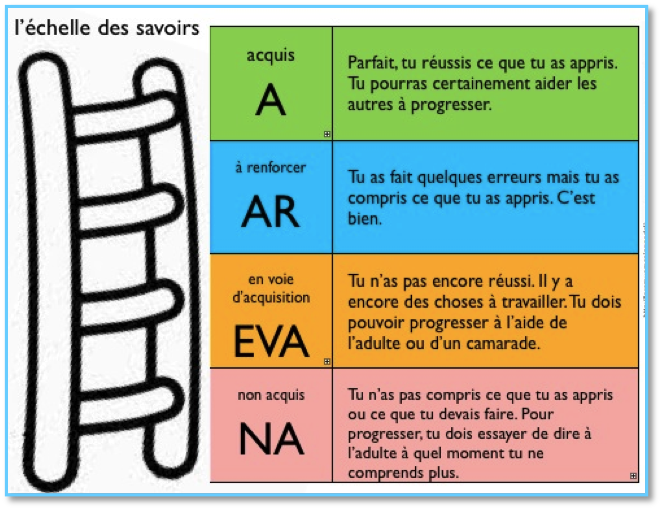 l'échelle des savoirs
acquis
A
Parfait, tu réussis ce que tu as appris.
Tu pourras certainement aider les
autres à progresser.
à renforcer
AR
Tu as fait quelques erreurs mais tu as
compris ce que tu as appris. C'est
bien.
en voie
d'acquisition
EVA
Tu n'as pas encore réussi. Il y a
encore des choses à travailler. Tu dois
pouvoir progresser à l'aide de
l'adulte ou d'un camarade.
non acquis
NA
Tu n'as pas compris ce que tu as appris
ou ce que tu devais faire. Pour
progresser, tu dois essayer de dire à
l'adulte à quel moment tu ne
comprends plus.